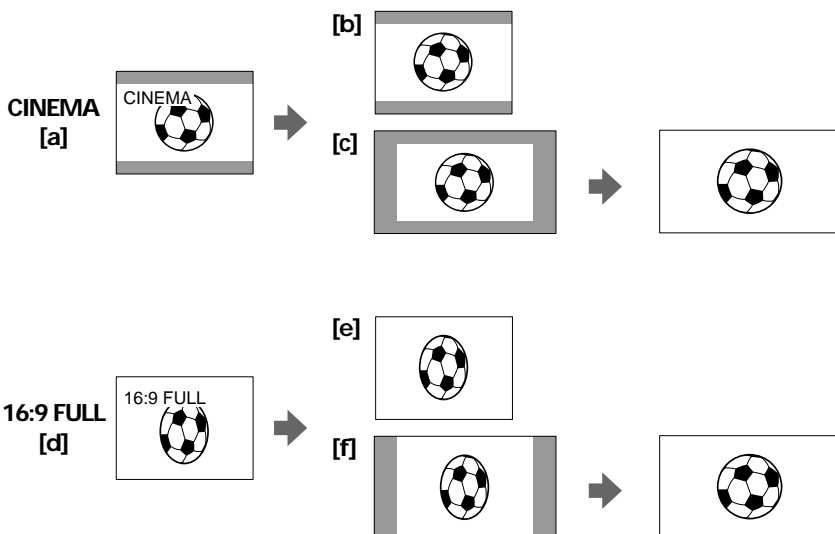 [b]
CINEMA
CINEMA
[a]
[c]
[e]
16:9 FULL
16:9 FULL
[d]
[f]